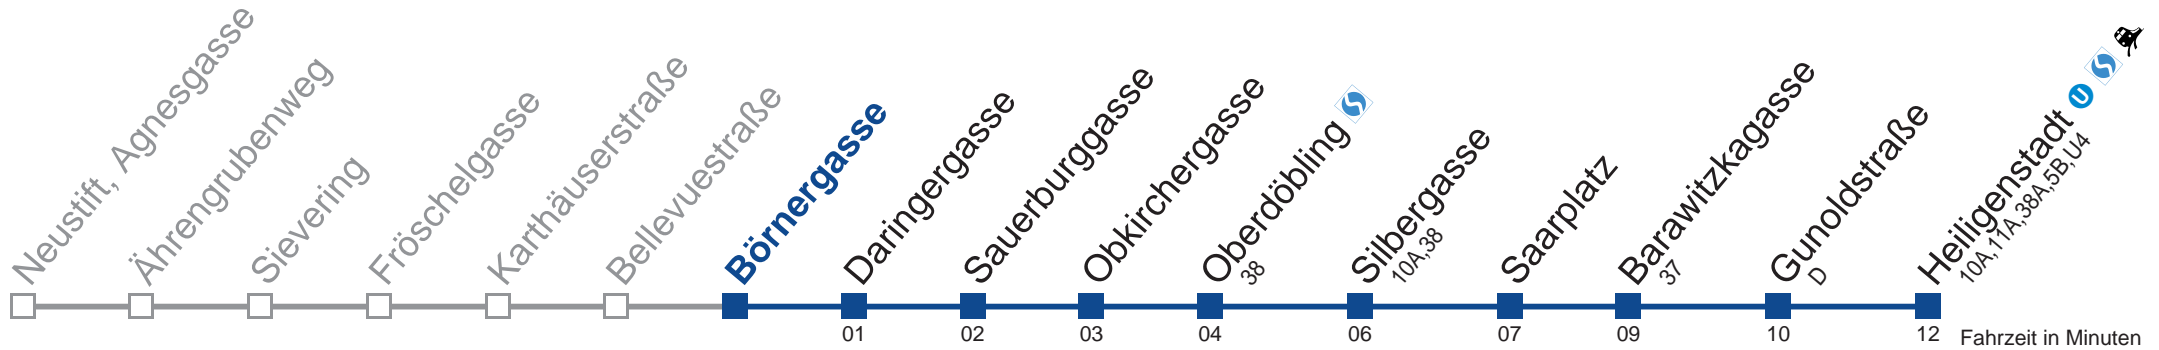 Neustift, Agnesgasse
Ährengrubenweg
Sievering
Fröschelgasse
Karthäuserstraße
Bellevuestraße
Börnergasse
Daringergasse
Sauerburggasse
Obkirchergasse
Oberdöbling
38
Silbergasse
10A,38
Saarplatz
Barawitzkagasse
37
Gunoldstraße
D
Heiligenstadt U
10A,11A,38A,5B,U4
01 02 03 04 06 07 09 10 12 Fahrzeit in Minuten